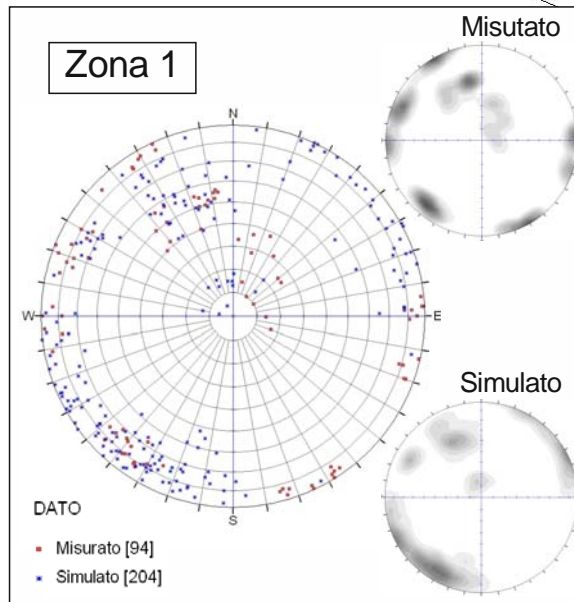 Zona 1
Misutato
N
W
E
S
Simulato
DATO
Misurato [94]
Simulato [204]